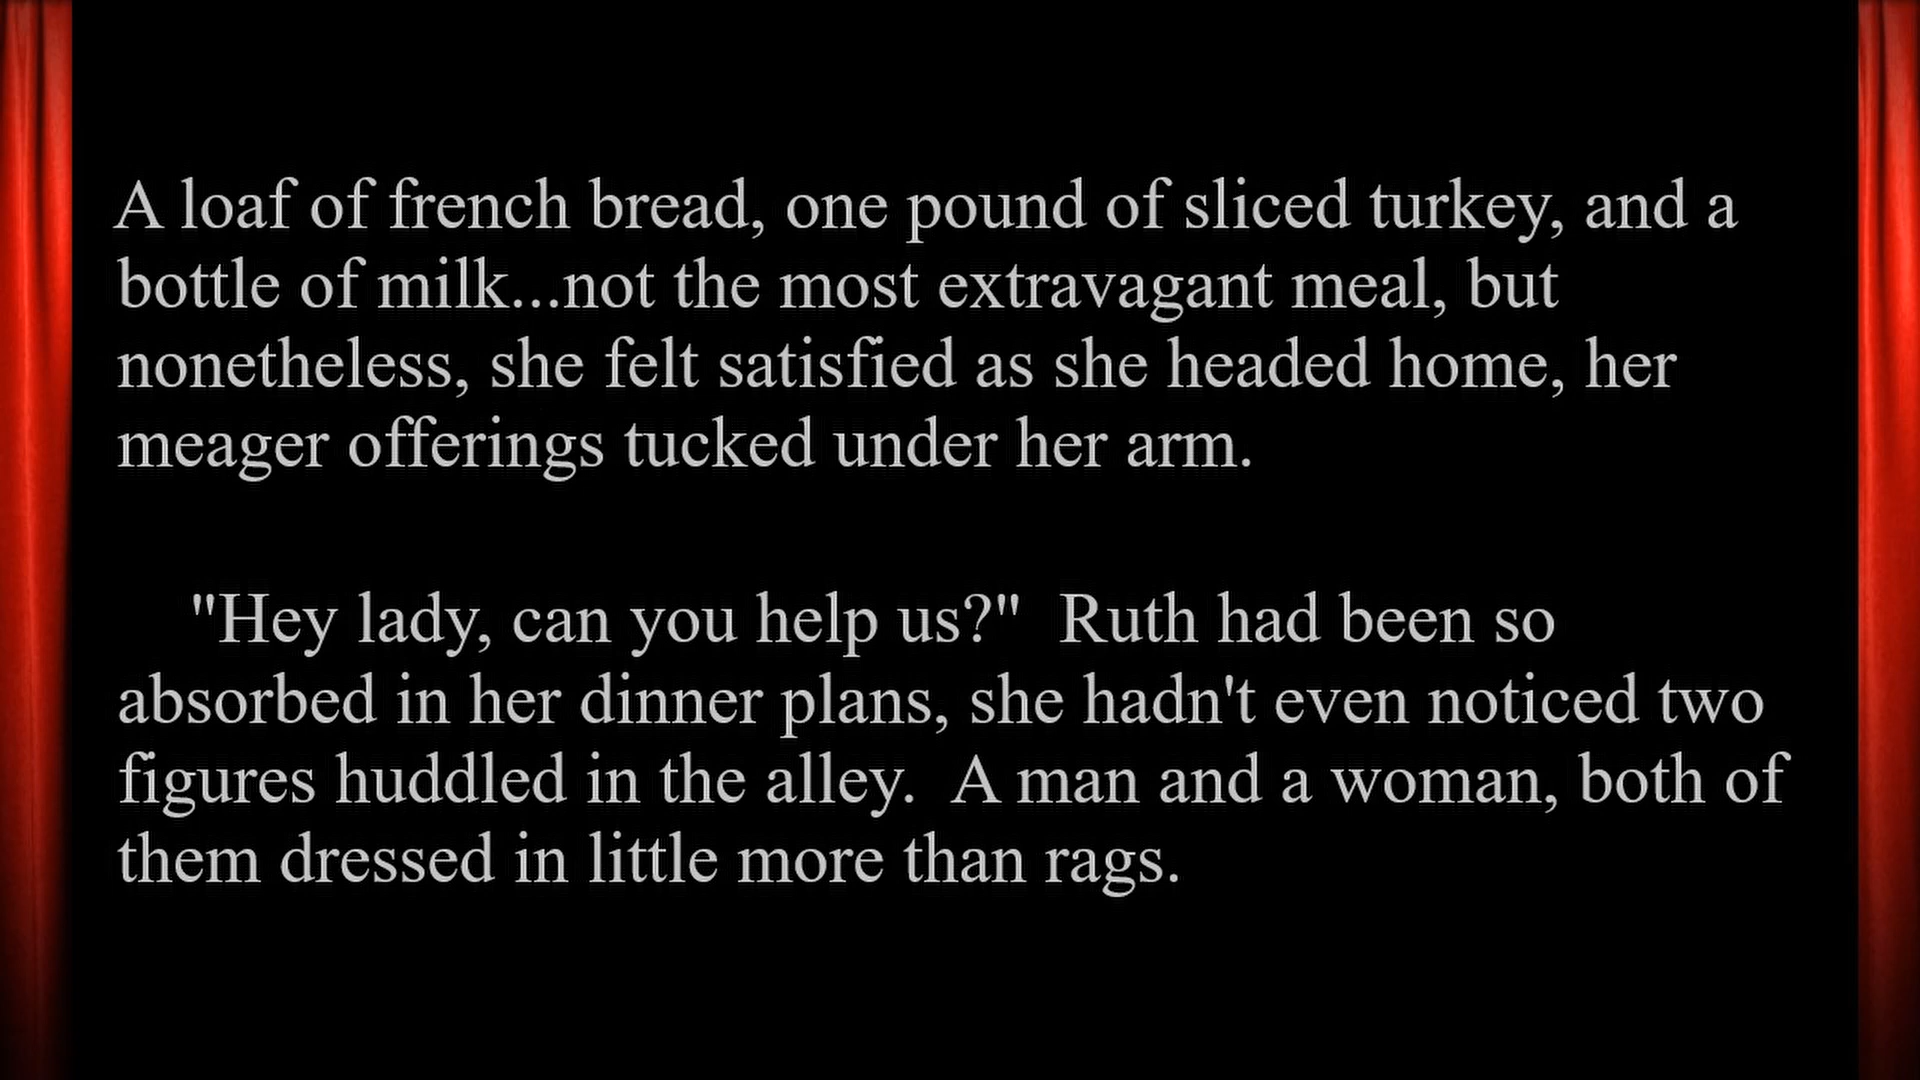 A loaf of french bread, one pound of sliced turkey, and a
bottle of milk...not the most extravagant meal, but
nonetheless, she felt satisfied as she headed home, her
meager offerings tucked under her arm.
"Hey lady, can you help us?"  Ruth had been so
absorbed in her dinner plans, she hadn't even noticed two
figures huddled in the alley.  A man and a woman, both of
them dressed in little more than rags.